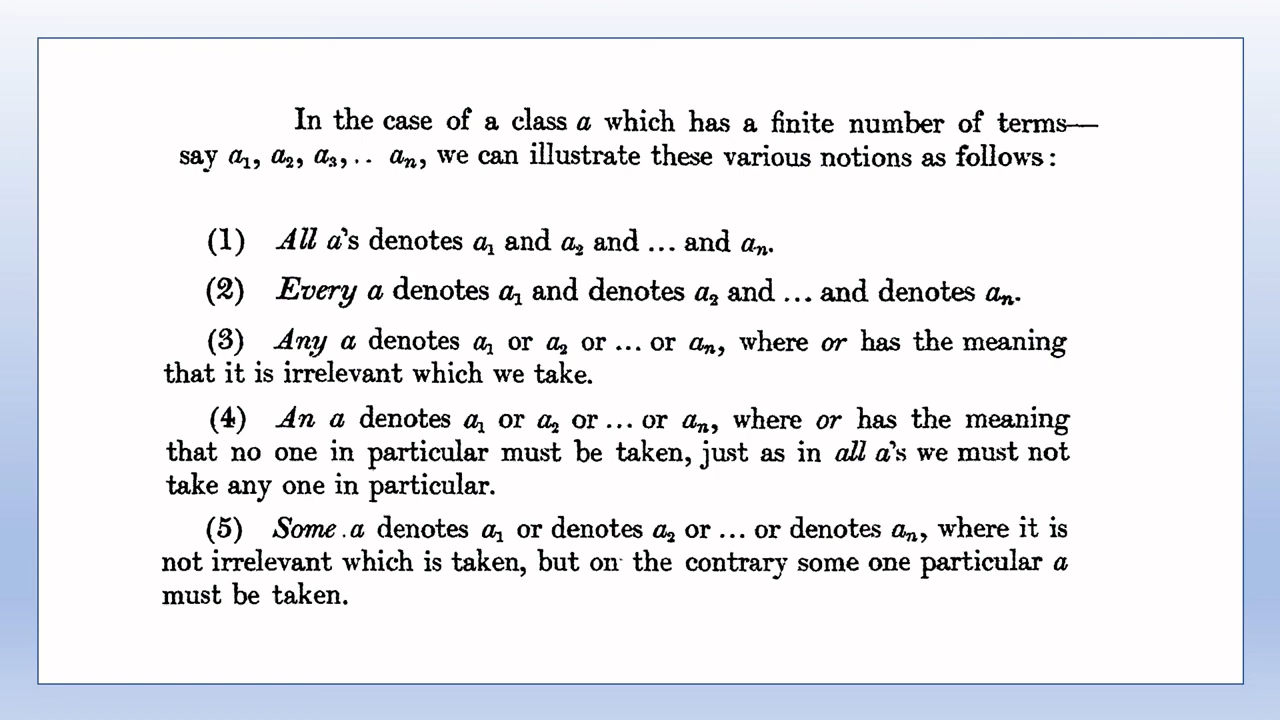 In the case of a class a which has a finite number of terms—
say a₁, a₂, a₃, .. aₙ, we can illustrate these various notions as follows:
(1) All a's denotes a₁ and a₂ and ... and aₙ.
(2) Every a denotes a₁ and denotes a₂ and ... and denotes aₙ.
(3) Any a denotes a₁ or a₂ or ... or aₙ, where or has the meaning
that it is irrelevant which we take.
(4) An a denotes a₁ or a₂ or ... or aₙ, where or has the meaning
that no one in particular must be taken, just as in all a's we must not
take any one in particular.
(5) Some a denotes a₁ or denotes a₂ or ... or denotes aₙ, where it is
not irrelevant which is taken, but on the contrary some one particular a
must be taken.